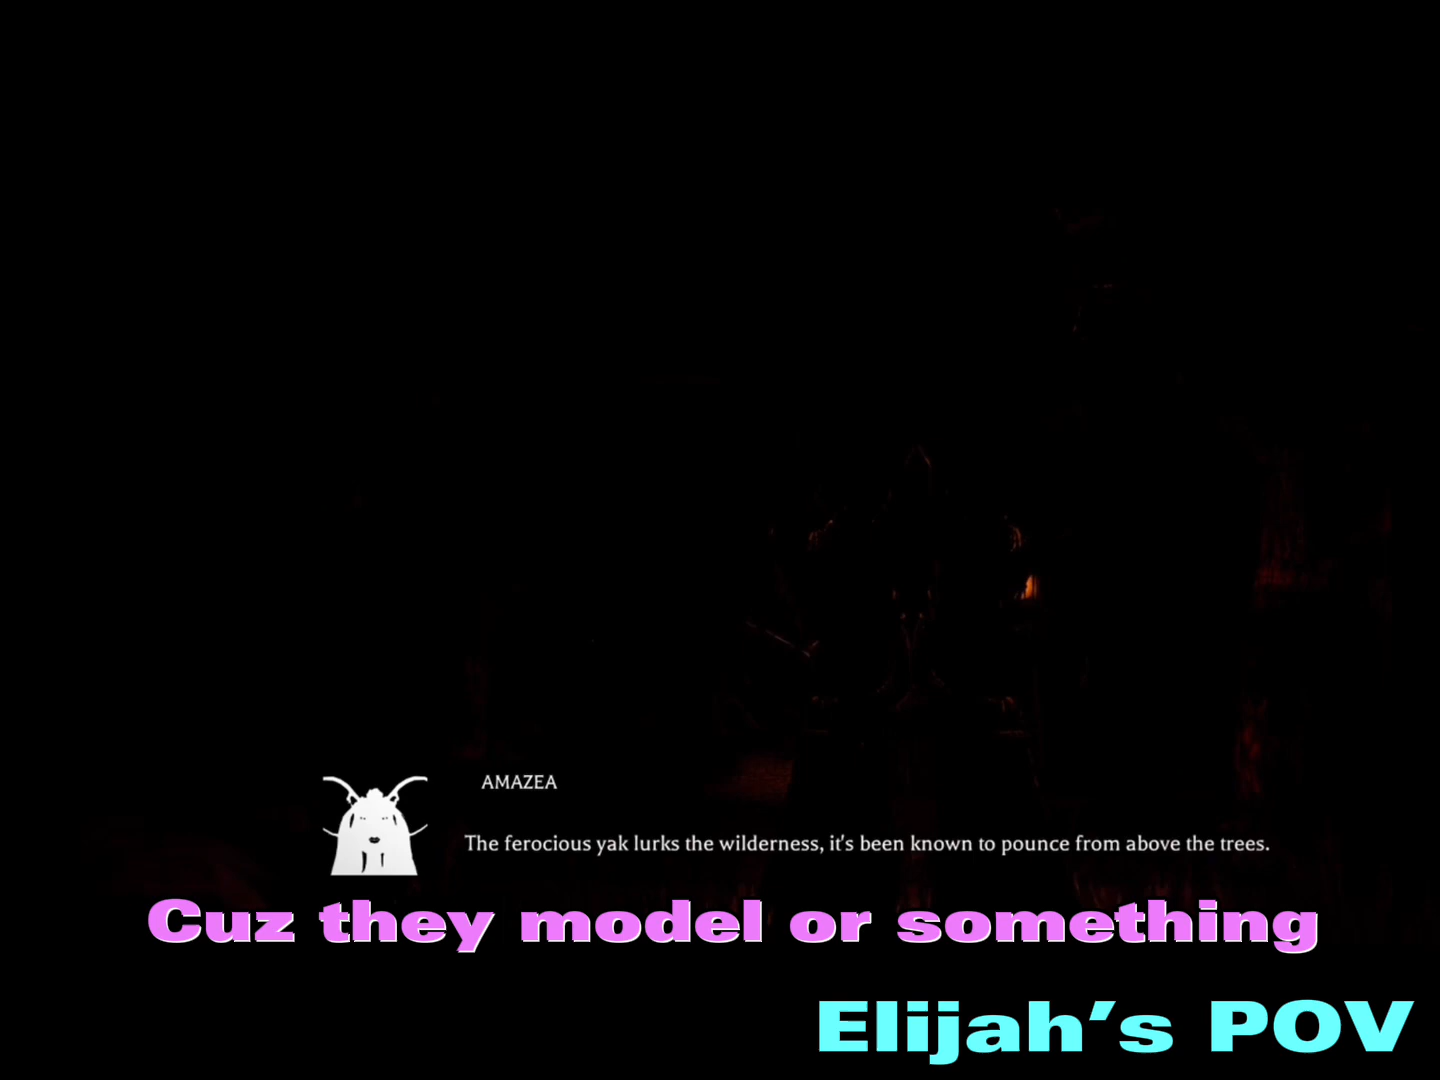 AMAZEA
The ferocious yak lurks the wilderness, it's been known to pounce from above the trees.
Cuz they model or something
Elijah’s POV